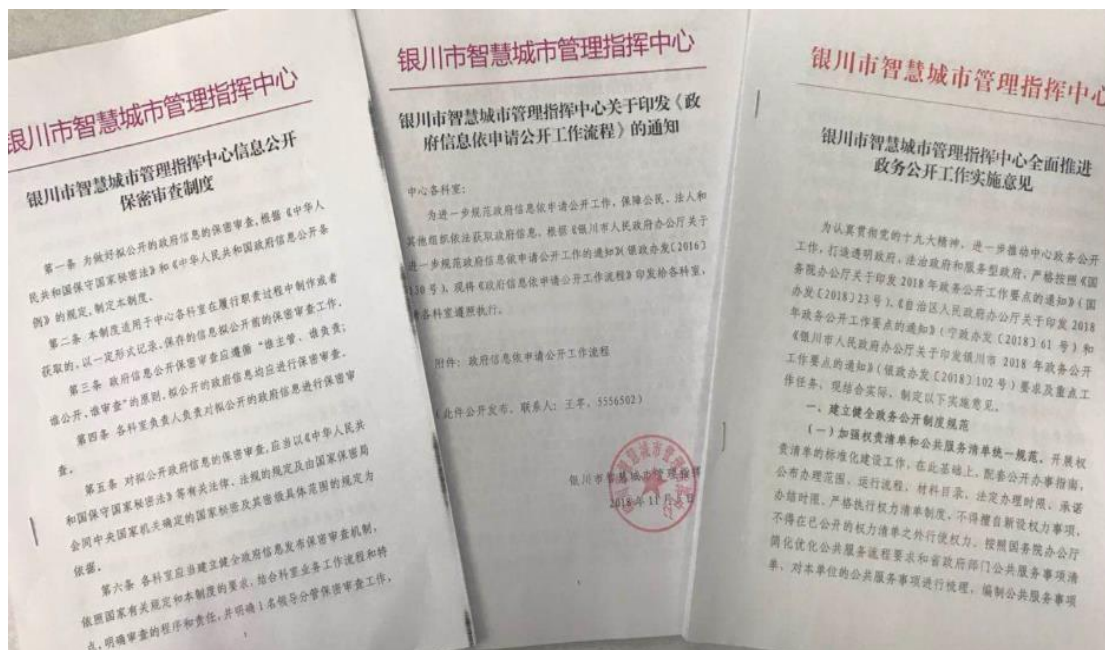 银川市智慧城市管理指挥中心
银川市智慧城市管理指挥中心信息公开
保密审查制度
第一条 为做好拟公开的政府信息的保密审查,根据《中华人
民共和国保守国家秘密法》和《中华人民共和国政府信息公开条
例》的规定,制定本制度。
第二条 本制度适用于中心各科室在履行职责过程中制作或者
获取的,以一定形式记录、保存的信息拟公开前的保密审查工作。
第三条 政府信息公开保密审查应遵循“谁主管、谁负责;
谁公开、谁审查”的原则,拟公开的政府信息均应进行保密审查。
第四条 各科室负责人负责对拟公开的政府信息进行保密审
查。
第五条 对拟公开政府信息的保密审查,应当以《中华人民共
和国保守国家秘密法》等有关法律、法规的规定及由国家保密局
会同中央国家机关确定的国家秘密及其密级具体范围的规定为
依据。
第六条 各科室应当建立健全政府信息发布保密审查机制,
依照国家有关规定和本制度的要求,结合科室业务工作流程和特
点,明确审查的程序和责任,并明确1名领导分管保密审查工作,
1
银川市智慧城市管理指挥中心
银川市智慧城市管理指挥中心关于印发《政
府信息依申请公开工作流程》的通知
中心各科室:
为进一步规范政府信息依申请公开工作,保障公民、法人和
其他组织依法获取政府信息,根据《银川市人民政府办公厅关于
进一步规范政府信息依申请公开工作的通知》(银政办发〔2016〕
130号),现将《政府信息依申请公开工作流程》印发给各科室,
请各科室遵照执行。
附件:政府信息依申请公开工作流程
(此件公开发布,联系人:王零,5556502)
银川市智慧城市管理指挥
2018年11月
1
银川市智慧城市管理指挥中心
银川市智慧城市管理指挥中心全面推进
政务公开工作实施意见
为认真贯彻党的十九大精神,进一步推动中心政务公开
工作,打造透明政府、法治政府和服务型政府,严格按照《国
务院办公厅关于印发2018年政务公开工作要点的通知》(国
办发〔2018〕23号)、《自治区人民政府办公厅关于印发2018
年政务公开工作要点的通知》(宁政办发〔2018〕61号)和
《银川市人民政府办公厅关于印发银川市2018年政务公开
工作要点的通知》(银政办发〔2018〕102号)要求及重点工
作任务,现结合实际,制定以下实施意见。
一、建立健全政务公开制度规范
(一)加强权责清单和公共服务清单统一规范。开展权
责清单的标准化建设工作,在此基础上,配套公开办事指南,
公布办理范围、运行流程、材料目录、法定办理时限、承诺
办结时限。严格执行权力清单制度,不得擅自新设权力事项,
不得在已公开的权力清单之外行使权力。按照国务院办公厅
简化优化公共服务流程要求和省政府部门公共服务事项清
单,对本单位的公共服务事项进行梳理,编制公共服务事项